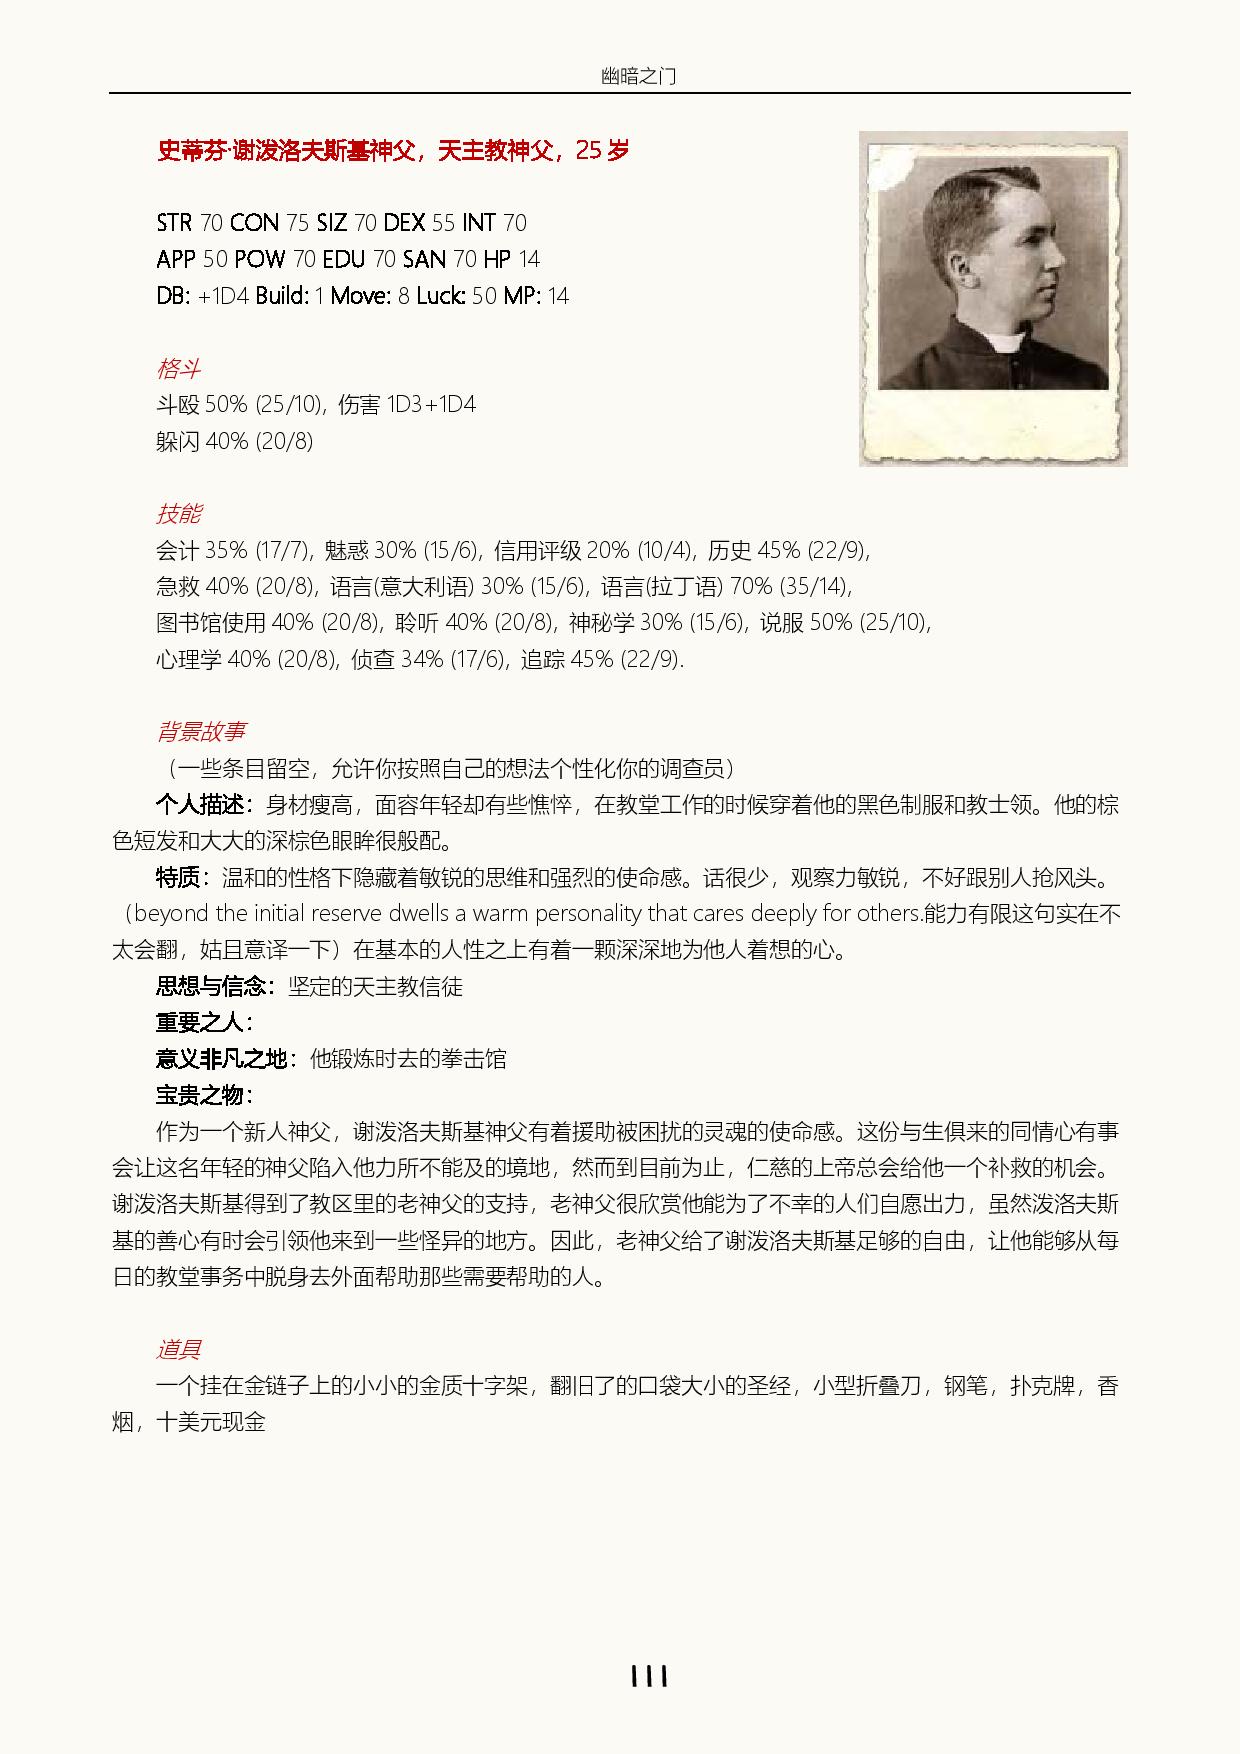 幽暗之门
史蒂芬·谢泼洛夫斯基神父，天主教神父，25 岁
STR 70 CON 75 SIZ 70 DEX 55 INT 70
APP 50 POW 70 EDU 70 SAN 70 HP 14
DB: +1D4 Build: 1 Move: 8 Luck: 50 MP: 14
格斗
斗殴 50% (25/10), 伤害 1D3+1D4
躲闪 40% (20/8)
技能
会计 35% (17/7), 魅惑 30% (15/6), 信用评级 20% (10/4), 历史 45% (22/9),
急救 40% (20/8), 语言(意大利语) 30% (15/6), 语言(拉丁语) 70% (35/14),
图书馆使用 40% (20/8), 聆听 40% (20/8), 神秘学 30% (15/6), 说服 50% (25/10),
心理学 40% (20/8), 侦查 34% (17/6), 追踪 45% (22/9).
背景故事
（一些条目留空，允许你按照自己的想法个性化你的调查员）
个人描述：身材瘦高，面容年轻却有些憔悴，在教堂工作的时候穿着他的黑色制服和教士领。他的棕
色短发和大大的深棕色眼眸很般配。
特质：温和的性格下隐藏着敏锐的思维和强烈的使命感。话很少，观察力敏锐，不好跟别人抢风头。
（beyond the initial reserve dwells a warm personality that cares deeply for others.能力有限这句实在不
太会翻，姑且意译一下）在基本的人性之上有着一颗深深地为他人着想的心。
思想与信念：坚定的天主教信徒
重要之人：
意义非凡之地：他锻炼时去的拳击馆
宝贵之物：
作为一个新人神父，谢泼洛夫斯基神父有着援助被困扰的灵魂的使命感。这份与生俱来的同情心有事
会让这名年轻的神父陷入他力所不能及的境地，然而到目前为止，仁慈的上帝总会给他一个补救的机会。
谢泼洛夫斯基得到了教区里的老神父的支持，老神父很欣赏他能为了不幸的人们自愿出力，虽然泼洛夫斯
基的善心有时会引领他来到一些怪异的地方。因此，老神父给了谢泼洛夫斯基足够的自由，让他能够从每
日的教堂事务中脱身去外面帮助那些需要帮助的人。
道具
一个挂在金链子上的小小的金质十字架，翻旧了的口袋大小的圣经，小型折叠刀，钢笔，扑克牌，香
烟，十美元现金
111